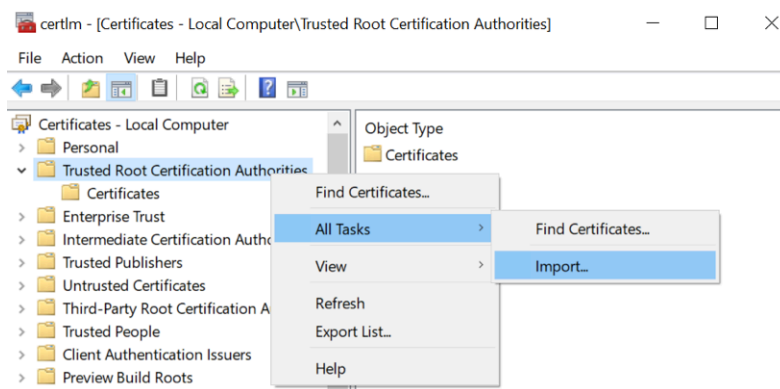 certlm - [Certificates - Local Computer\Trusted Root Certification Authorities]
File Action View Help
Certificates - Local Computer
Personal
Trusted Root Certification Authorities
Certificates
Enterprise Trust
Intermediate Certification Autho
Trusted Publishers
Untrusted Certificates
Third-Party Root Certification A
Trusted People
Client Authentication Issuers
Preview Build Roots
Object Type
Certificates
Find Certificates...
All Tasks
View
Refresh
Export List...
Help
Find Certificates...
Import...